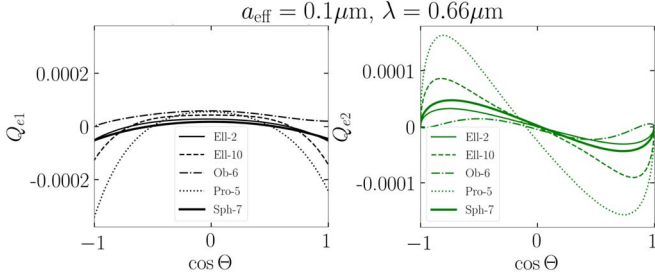 a_eff = 0.1μm, λ = 0.66μm
Q_e1
0.0002
0
-0.0002
Ell-2
Ell-10
Ob-6
Pro-5
Sph-7
−1
0
1
cos Θ
Q_e2
0.0001
0
-0.0001
Ell-2
Ell-10
Ob-6
Pro-5
Sph-7
−1
0
1
cos Θ